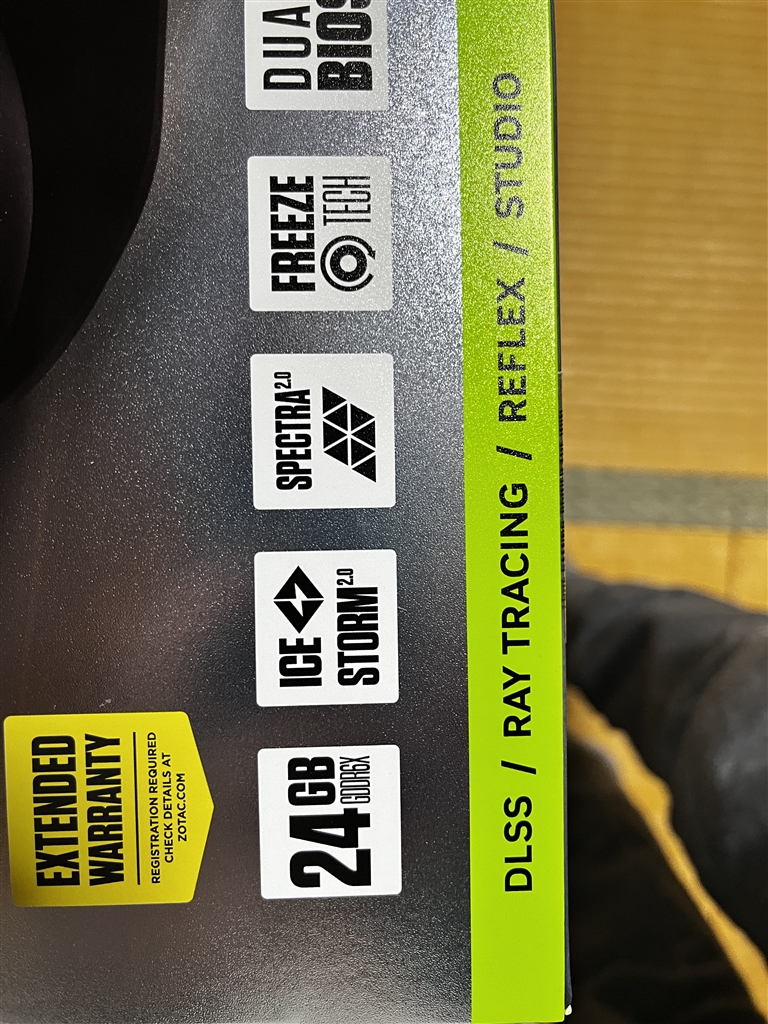 EXTENDED
WARRANTY
REGISTRATION REQUIRED
CHECK DETAILS AT
ZOTAC.COM
24 GB
GDDR6X
ICE
STORM 2.0
SPECTRA 2.0
FREEZE
TECH
DUA
BIOS
DLSS / RAY TRACING / REFLEX / STUDIO